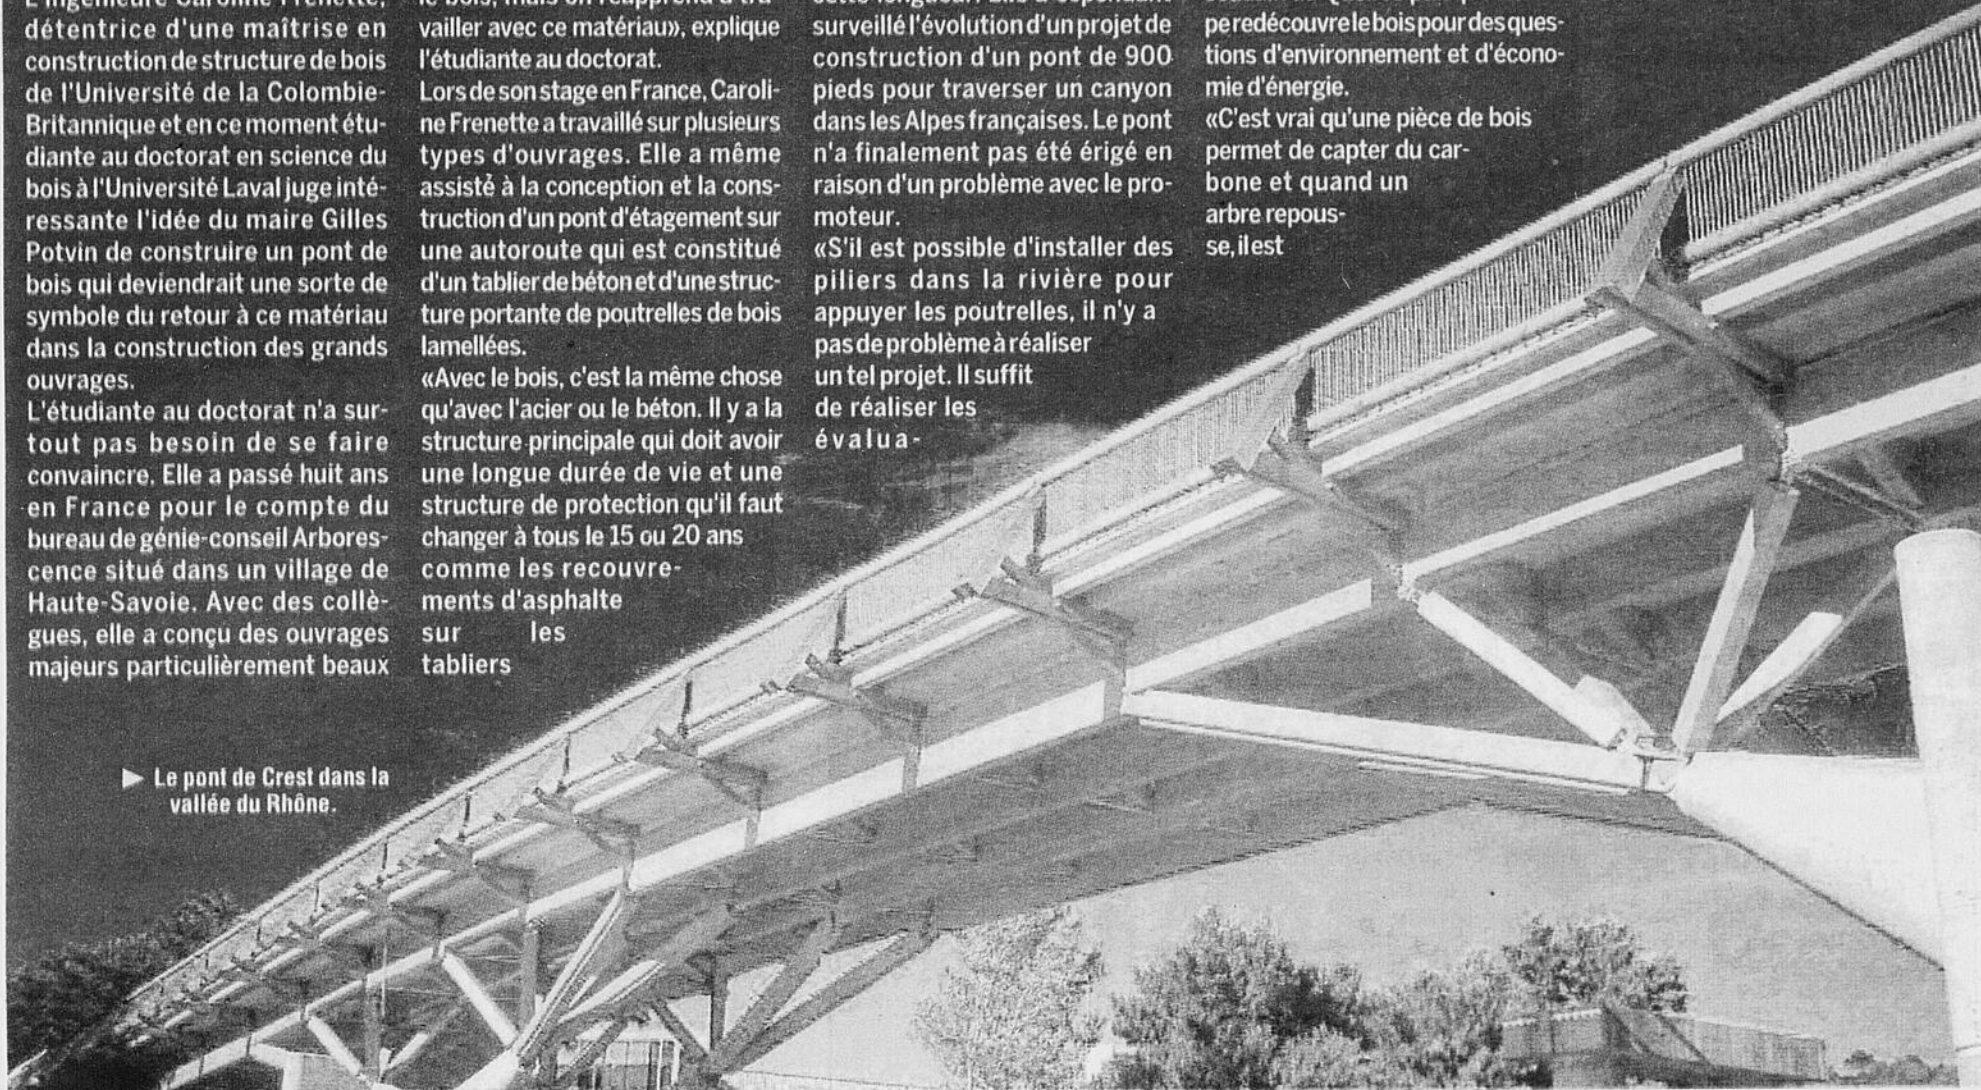 L'ingénieure Caroline Frenette,
détentrice d'une maîtrise en
construction de structure de bois
de l'Université de la Colombie-
Britannique et en ce moment étu-
diante au doctorat en science du
bois à l'Université Laval juge inté-
ressante l'idée du maire Gilles
Potvin de construire un pont de
bois qui deviendrait une sorte de
symbole du retour à ce matériau
dans la construction des grands
ouvrages.
L'étudiante au doctorat n'a sur-
tout pas besoin de se faire
convaincre. Elle a passé huit ans
en France pour le compte du
bureau de génie-conseil Arbores-
cence situé dans un village de
Haute-Savoie. Avec des collè-
gues, elle a conçu des ouvrages
majeurs particulièrement beaux
le bois, mais on réapprend à tra-
vailler avec ce matériau», explique
l'étudiante au doctorat.
Lors de son stage en France, Caroli-
ne Frenette a travaillé sur plusieurs
types d'ouvrages. Elle a même
assisté à la conception et la cons-
truction d'un pont d'étagement sur
une autoroute qui est constitué
d'un tablier de béton et d'une struc-
ture portante de poutrelles de bois
lamellées.
«Avec le bois, c'est la même chose
qu'avec l'acier ou le béton. Il y a la
structure principale qui doit avoir
une longue durée de vie et une
structure de protection qu'il faut
changer à tous le 15 ou 20 ans
comme les recouvre-
ments d'asphalte
sur les
tabliers
cette longueur. Elle a cependant
surveillé l'évolution d'un projet de
construction d'un pont de 900
pieds pour traverser un canyon
dans les Alpes françaises. Le pont
n'a finalement pas été érigé en
raison d'un problème avec le pro-
moteur.
«S'il est possible d'installer des
piliers dans la rivière pour
appuyer les poutrelles, il n'y a
pas de problème à réaliser
un tel projet. Il suffit
de réaliser les
évalua-
pe redécouvre le bois pour des ques-
tions d'environnement et d'écono-
mie d'énergie.
«C'est vrai qu'une pièce de bois
permet de capter du car-
bone et quand un
arbre repous-
se, il est
► Le pont de Crest dans la
vallée du Rhône.